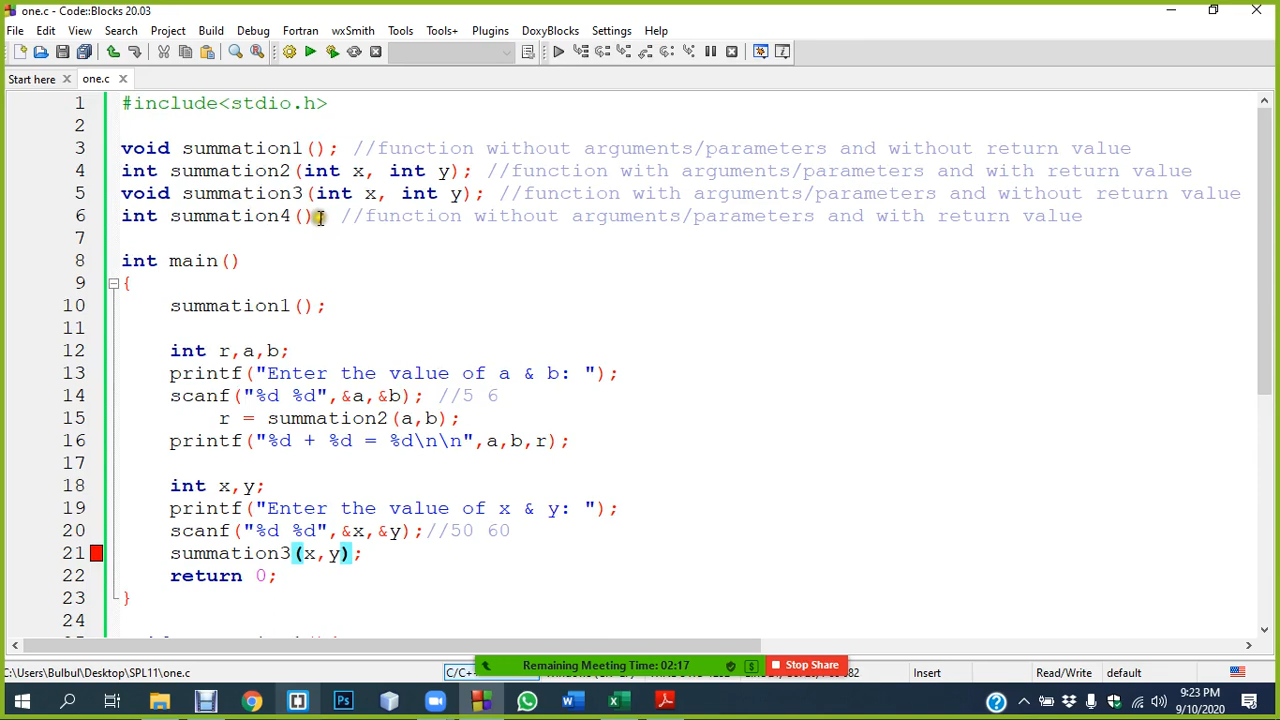 one.c - Code::Blocks 20.03
File Edit View Search Project Build Debug Fortran wxSmith Tools Tools+ Plugins DoxyBlocks Settings Help
Start here one.c
1 #include<stdio.h>
2
3 void summation1(); //function without arguments/parameters and without return value
4 int summation2(int x, int y); //function with arguments/parameters and with return value
5 void summation3(int x, int y); //function with arguments/parameters and without return value
6 int summation4() //function without arguments/parameters and with return value
7
8 int main()
9 {
10 summation1();
11
12 int r,a,b;
13 printf("Enter the value of a & b: ");
14 scanf("%d %d",&a,&b); //5 6
15 r = summation2(a,b);
16 printf("%d + %d = %d\n\n",a,b,r);
17
18 int x,y;
19 printf("Enter the value of x & y: ");
20 scanf("%d %d",&x,&y);//50 60
21 summation3(x,y);
22 return 0;
23 }
24
C:\Users\Bulbul\Desktop\SPL11\one.c C/C++ Insert Read/Write default
Remaining Meeting Time: 02:17 Stop Share
9:23 PM
9/10/2020